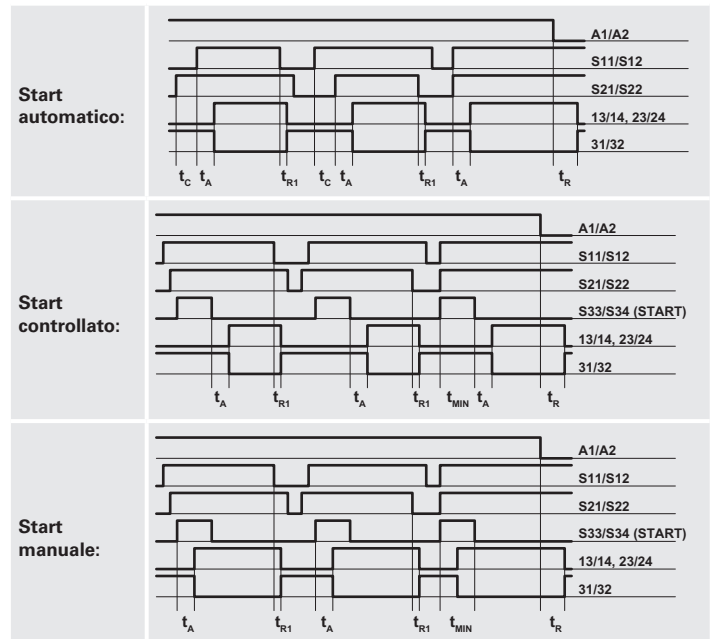 Start
automatico:
A1/A2
S11/S12
S21/S22
13/14, 23/24
31/32
tC tA tR1 tC tA tR1 tA tR
Start
controllato:
A1/A2
S11/S12
S21/S22
S33/S34 (START)
13/14, 23/24
31/32
tA tR1 tA tR1 tMIN tA tR
Start
manuale:
A1/A2
S11/S12
S21/S22
S33/S34 (START)
13/14, 23/24
31/32
tA tR1 tA tR1 tMIN tR